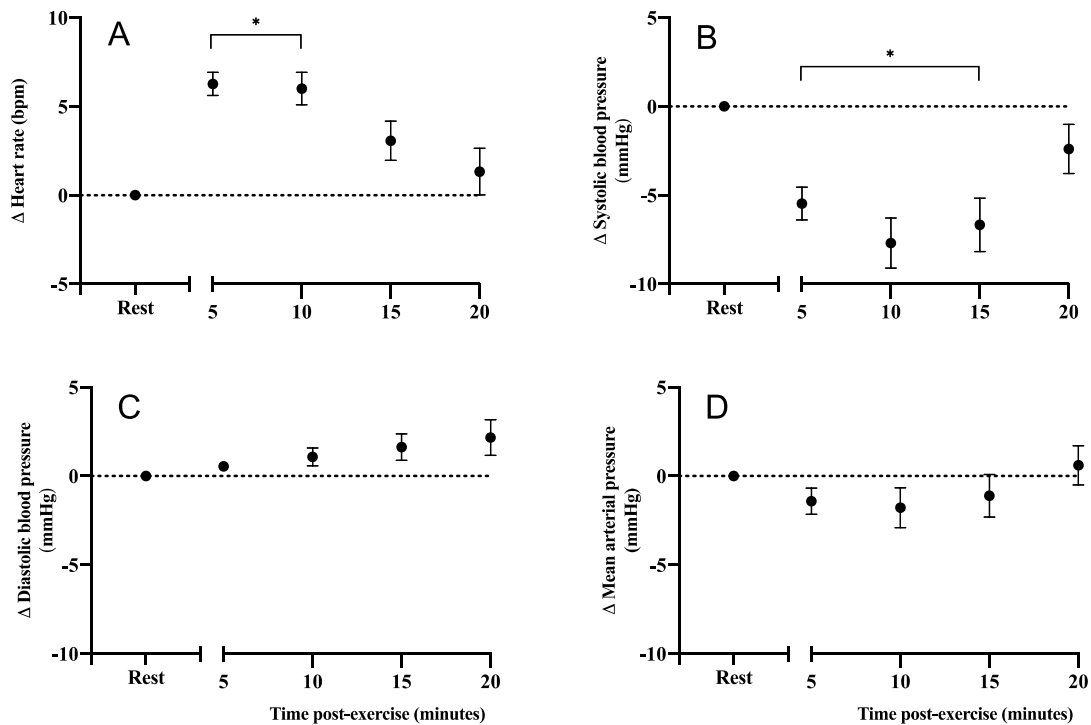 A
Δ Heart rate (bpm)
10
5
0
-5
*
Rest
5
10
15
20
B
Δ Systolic blood pressure
(mmHg)
5
0
-5
-10
*
Rest
5
10
15
20
C
Δ Diastolic blood pressure
(mmHg)
5
0
-5
-10
Rest
5
10
15
20
Time post-exercise (minutes)
D
Δ Mean arterial pressure
(mmHg)
5
0
-5
-10
Rest
5
10
15
20
Time post-exercise (minutes)